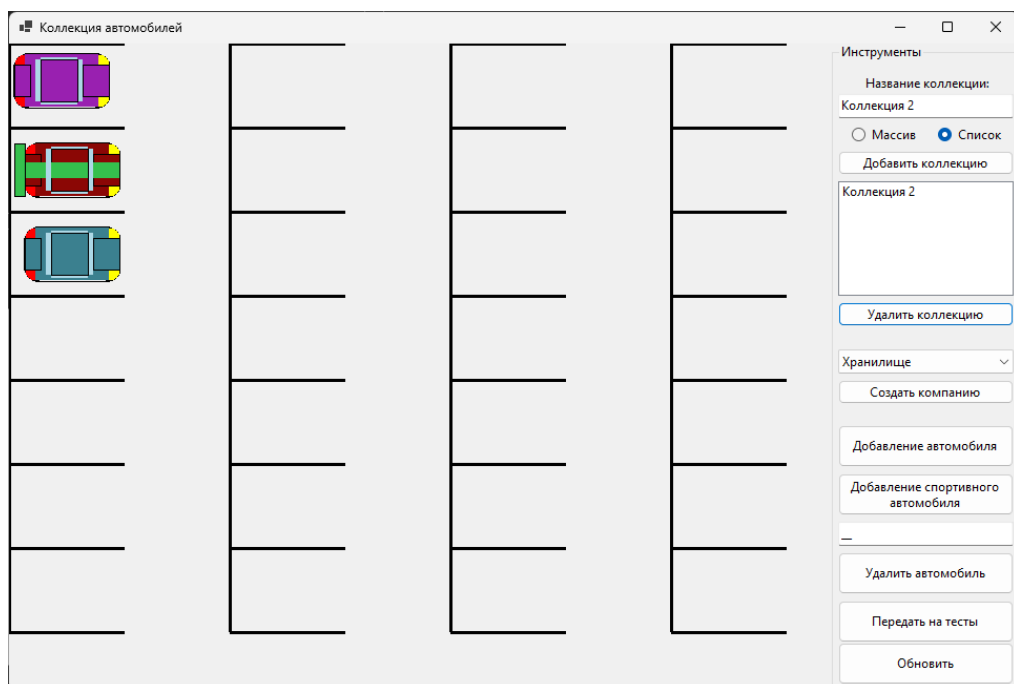 Коллекция автомобилей
Инструменты
Название коллекции:
Коллекция 2
Массив
Список
Добавить коллекцию
Коллекция 2
Удалить коллекцию
Хранилище
Создать компанию
Добавление автомобиля
Добавление спортивного
автомобиля
_
Удалить автомобиль
Передать на тесты
Обновить